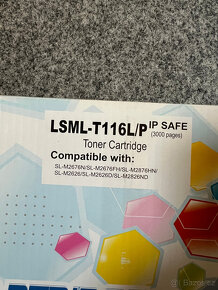 LSML-T116L/P IP SAFE
(3000 pages)
Toner Cartridge
Compatible with:
SL-M2676N/SL-M2676FH/SL-M2876HN/
SL-M2626/SL-M2626D/SL-M2826ND